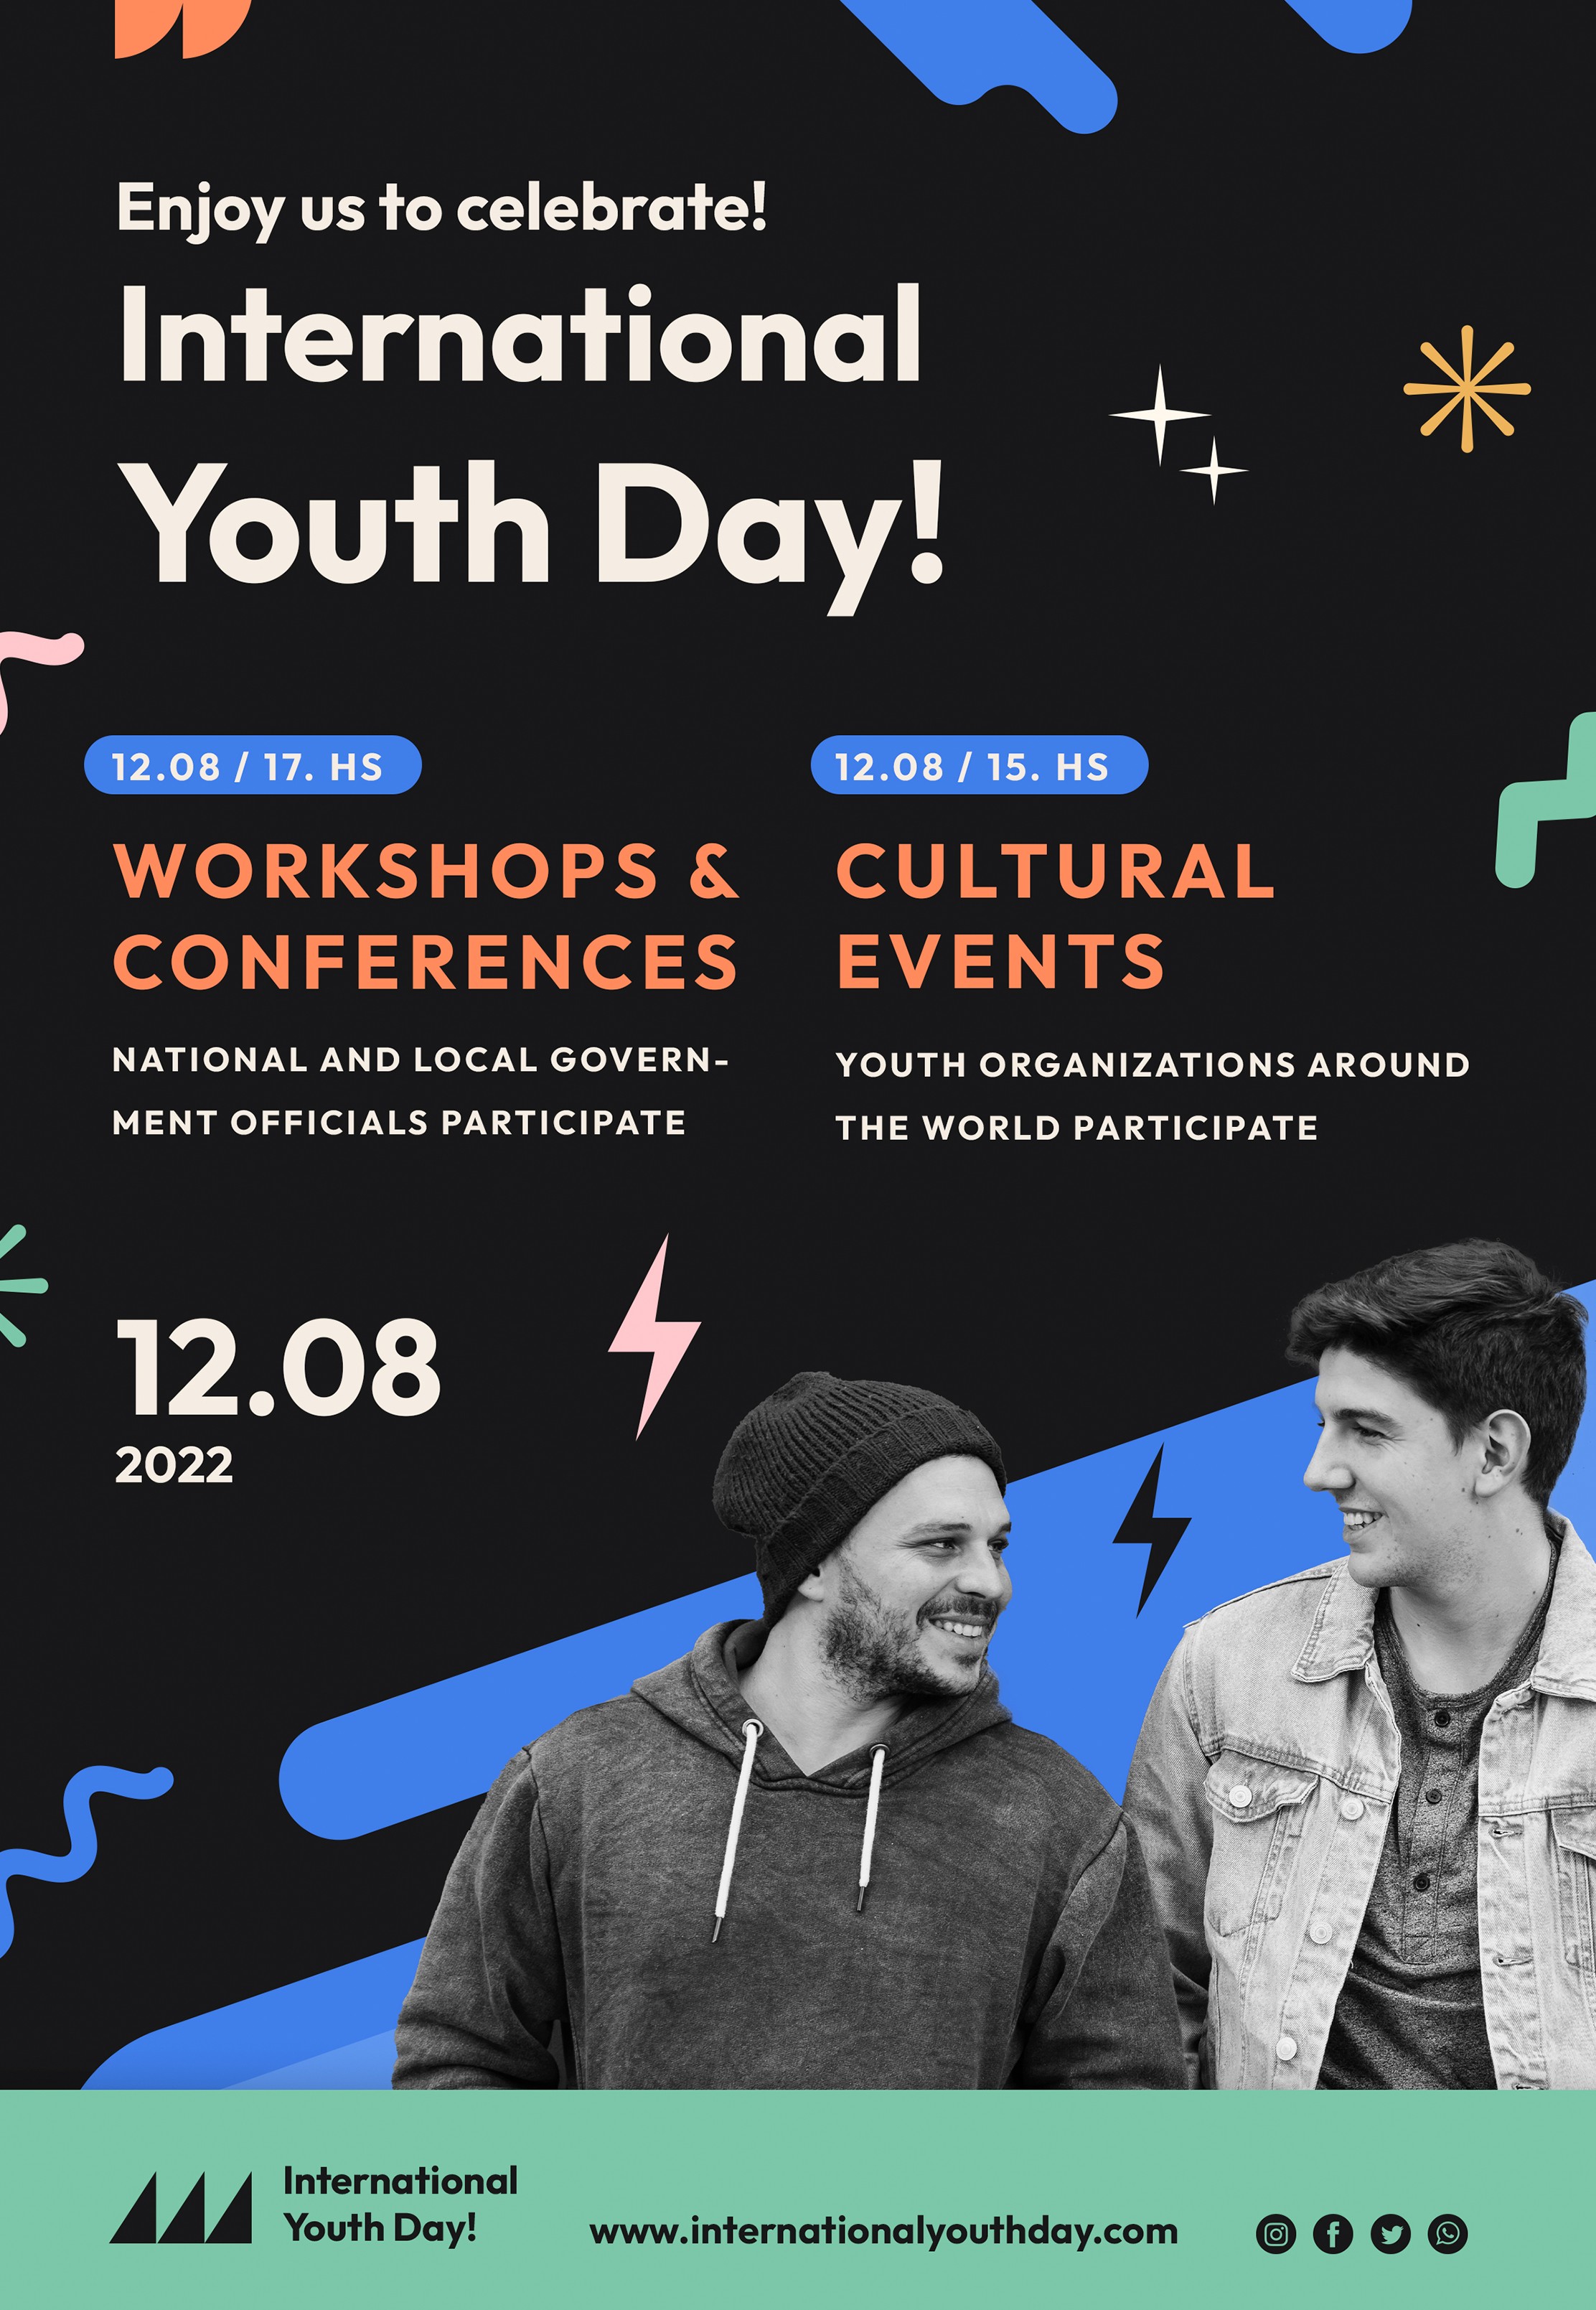 Enjoy us to celebrate!
International
Youth Day!
12.08 / 17. HS
WORKSHOPS &
CONFERENCES
NATIONAL AND LOCAL GOVERN-
MENT OFFICIALS PARTICIPATE
12.08 / 15. HS
CULTURAL
EVENTS
YOUTH ORGANIZATIONS AROUND
THE WORLD PARTICIPATE
12.08
2022
International
Youth Day!
www.internationalyouthday.com